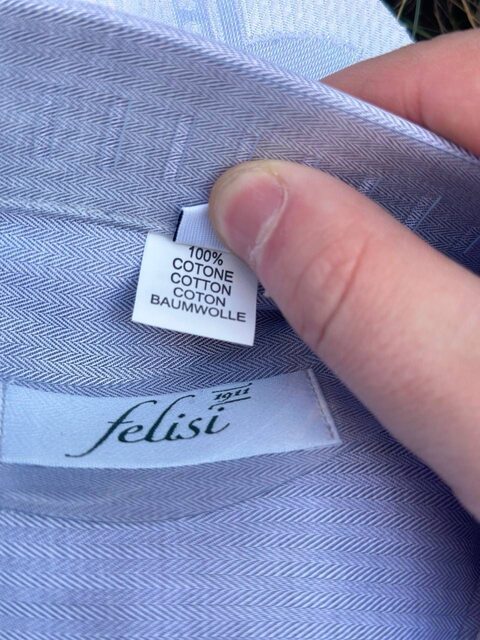 100%
COTONE
COTTON
COTON
BAUMWOLLE
1911
felisi